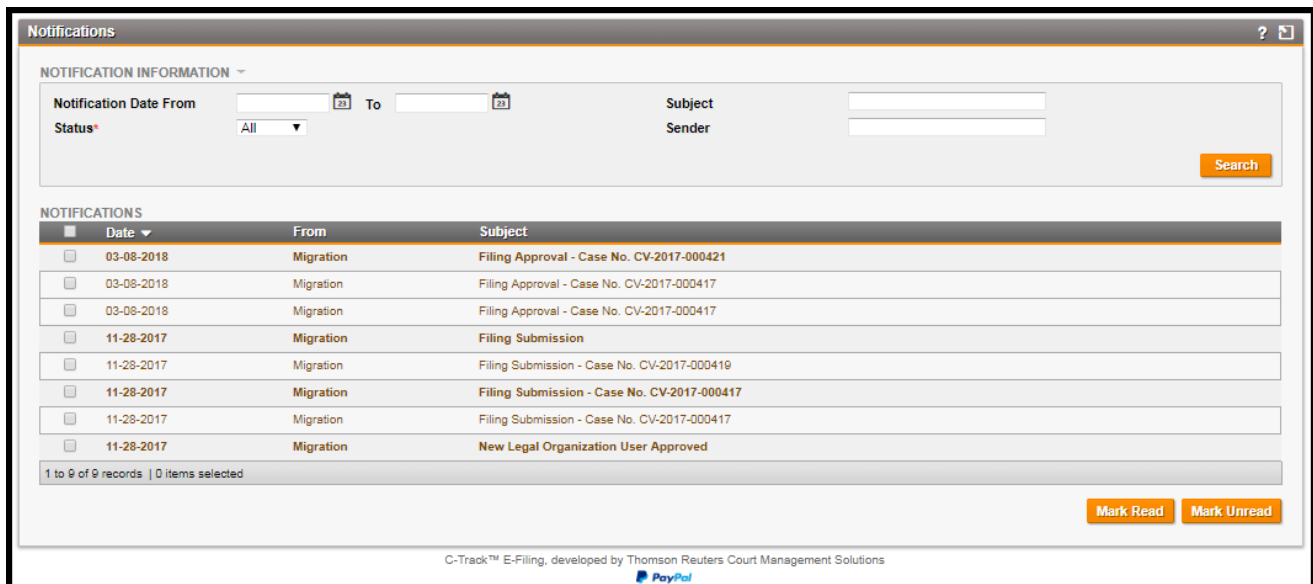 Notifications ?
NOTIFICATION INFORMATION
Notification Date From 23 To 23 Subject
Status* All Sender
Search
NOTIFICATIONS
Date From Subject
03-08-2018 Migration Filing Approval - Case No. CV-2017-000421
03-08-2018 Migration Filing Approval - Case No. CV-2017-000417
03-08-2018 Migration Filing Approval - Case No. CV-2017-000417
11-28-2017 Migration Filing Submission
11-28-2017 Migration Filing Submission - Case No. CV-2017-000419
11-28-2017 Migration Filing Submission - Case No. CV-2017-000417
11-28-2017 Migration Filing Submission - Case No. CV-2017-000417
11-28-2017 Migration New Legal Organization User Approved
1 to 9 of 9 records | 0 items selected
Mark Read Mark Unread
C-Track™ E-Filing, developed by Thomson Reuters Court Management Solutions
PayPal